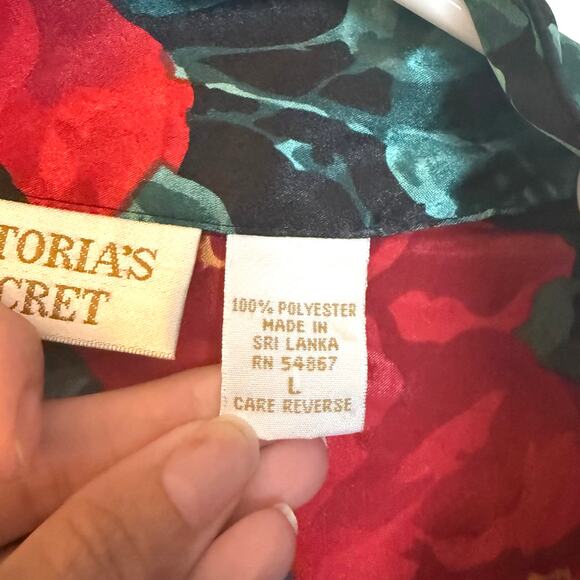 TORIA'S
CRET
100% POLYESTER
MADE IN
SRI LANKA
RN 54867
L
CARE REVERSE